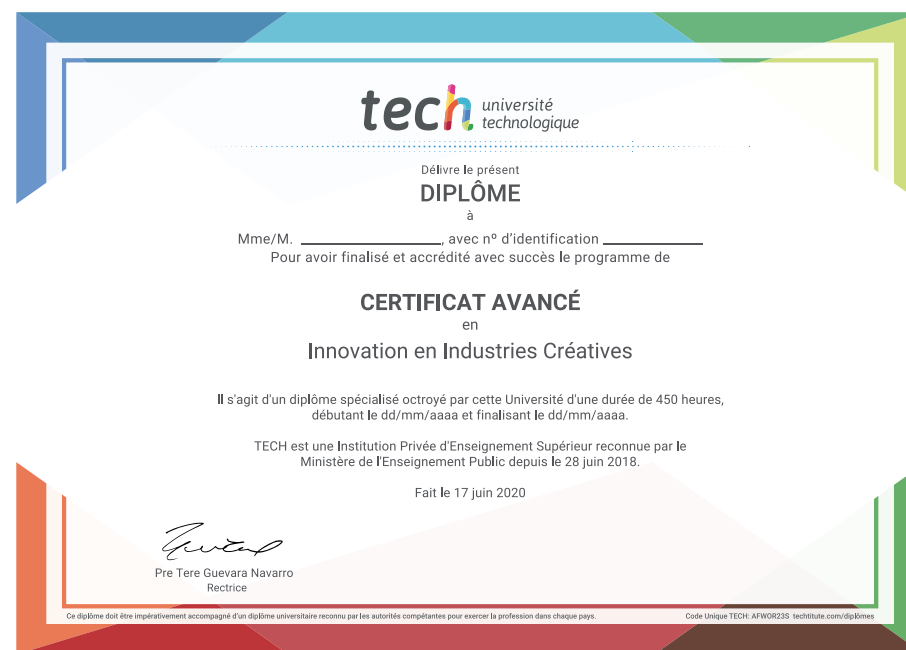 tech université
technologique
Délivre le présent
DIPLÔME
à
Mme/M. ____________, avec nº d'identification ____________
Pour avoir finalisé et accrédité avec succès le programme de
CERTIFICAT AVANCÉ
en
Innovation en Industries Créatives
Il s'agit d'un diplôme spécialisé octroyé par cette Université d'une durée de 450 heures,
débutant le dd/mm/aaaa et finalisant le dd/mm/aaaa.
TECH est une Institution Privée d'Enseignement Supérieur reconnue par le
Ministère de l'Enseignement Public depuis le 28 juin 2018.
Fait le 17 juin 2020
Pre Tere Guevara Navarro
Rectrice
Ce diplôme doit être impérativement accompagné d'un diplôme universitaire reconnu par les autorités compétantes pour exercer la profession dans chaque pays.
Code Unique TECH: AFWOR23S techtitute.com/diplômes